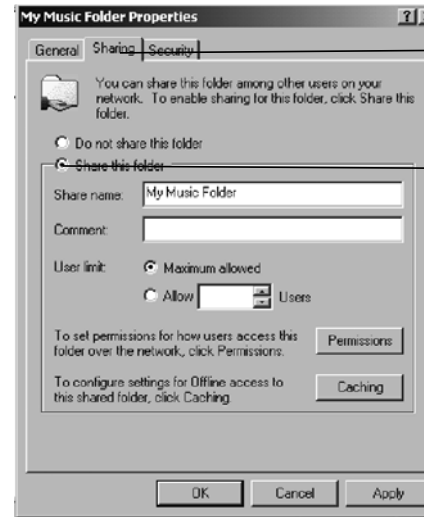 My Music Folder Properties
General Sharing Security
You can share this folder among other users on your
network. To enable sharing for this folder, click Share this
folder.
Do not share this folder
Share this folder
Share name: My Music Folder
Comment:
User limit: Maximum allowed
Allow Users
To set permissions for how users access this
folder over the network, click Permissions. Permissions
To configure settings for Offline access to
this shared folder, click Caching. Caching
OK Cancel Apply